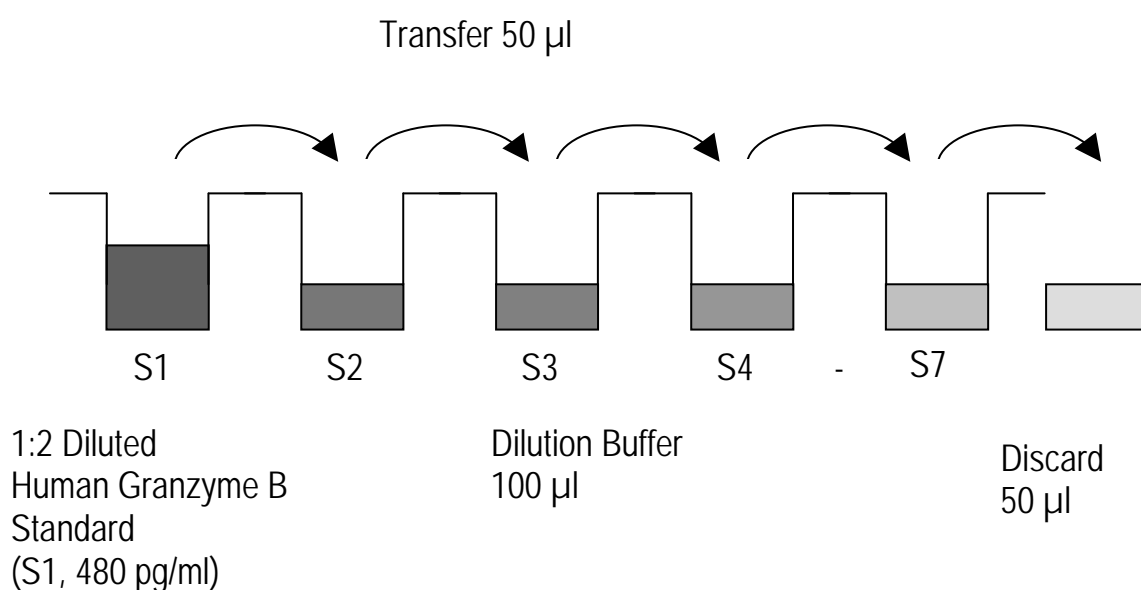 Transfer 50 µl
S1 S2 S3 S4 - S7
1:2 Diluted
Human Granzyme B
Standard
(S1, 480 pg/ml)
Dilution Buffer
100 µl
Discard
50 µl